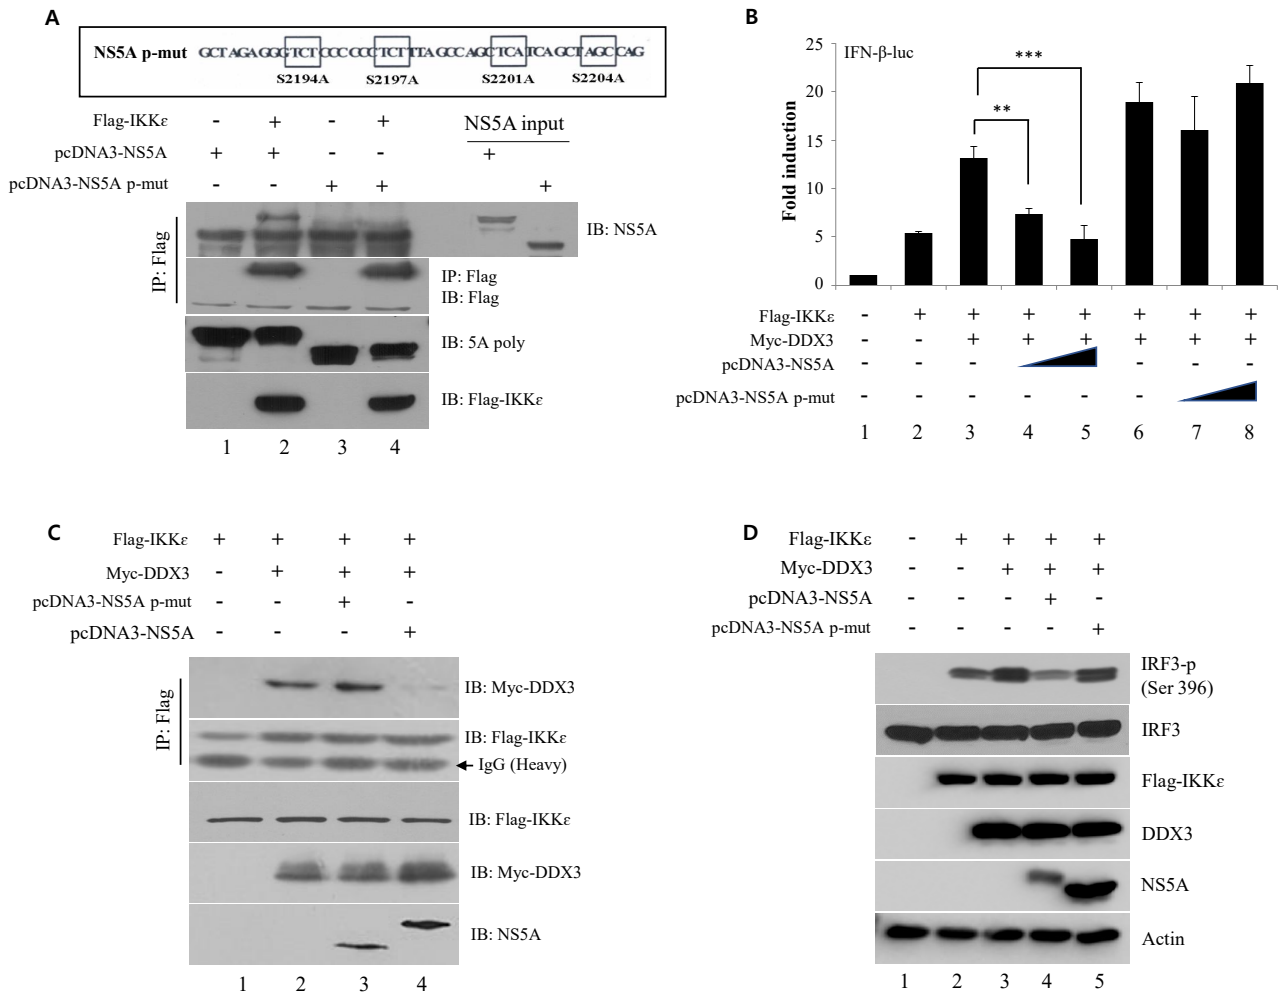 A
NS5A p-mut GCTAGAGGGTCTCCCCCCTCTTTAGCCAGCTCATCAGCTAGCCAG
S2194A S2197A S2201A S2204A
Flag-IKKε - + - + NS5A input
pcDNA3-NS5A + + - - +
pcDNA3-NS5A p-mut - - + + +
IP: Flag
IB: NS5A
IP: Flag
IB: Flag
IB: 5A poly
IB: Flag-IKKε
1 2 3 4
B
IFN-β-luc
Fold induction
25
20
15
10
5
0
***
**
Flag-IKKε - + + + + + + +
Myc-DDX3 - - + + + + + +
pcDNA3-NS5A - - - - - -
pcDNA3-NS5A p-mut - - - - - -
1 2 3 4 5 6 7 8
C
Flag-IKKε + + + +
Myc-DDX3 - + + +
pcDNA3-NS5A p-mut - - + -
pcDNA3-NS5A - - - +
IP: Flag
IB: Myc-DDX3
IB: Flag-IKKε
IgG (Heavy)
IB: Flag-IKKε
IB: Myc-DDX3
IB: NS5A
1 2 3 4
D
Flag-IKKε - + + + +
Myc-DDX3 - - + + +
pcDNA3-NS5A - - - + -
pcDNA3-NS5A p-mut - - - - +
IRF3-p
(Ser 396)
IRF3
Flag-IKKε
DDX3
NS5A
Actin
1 2 3 4 5